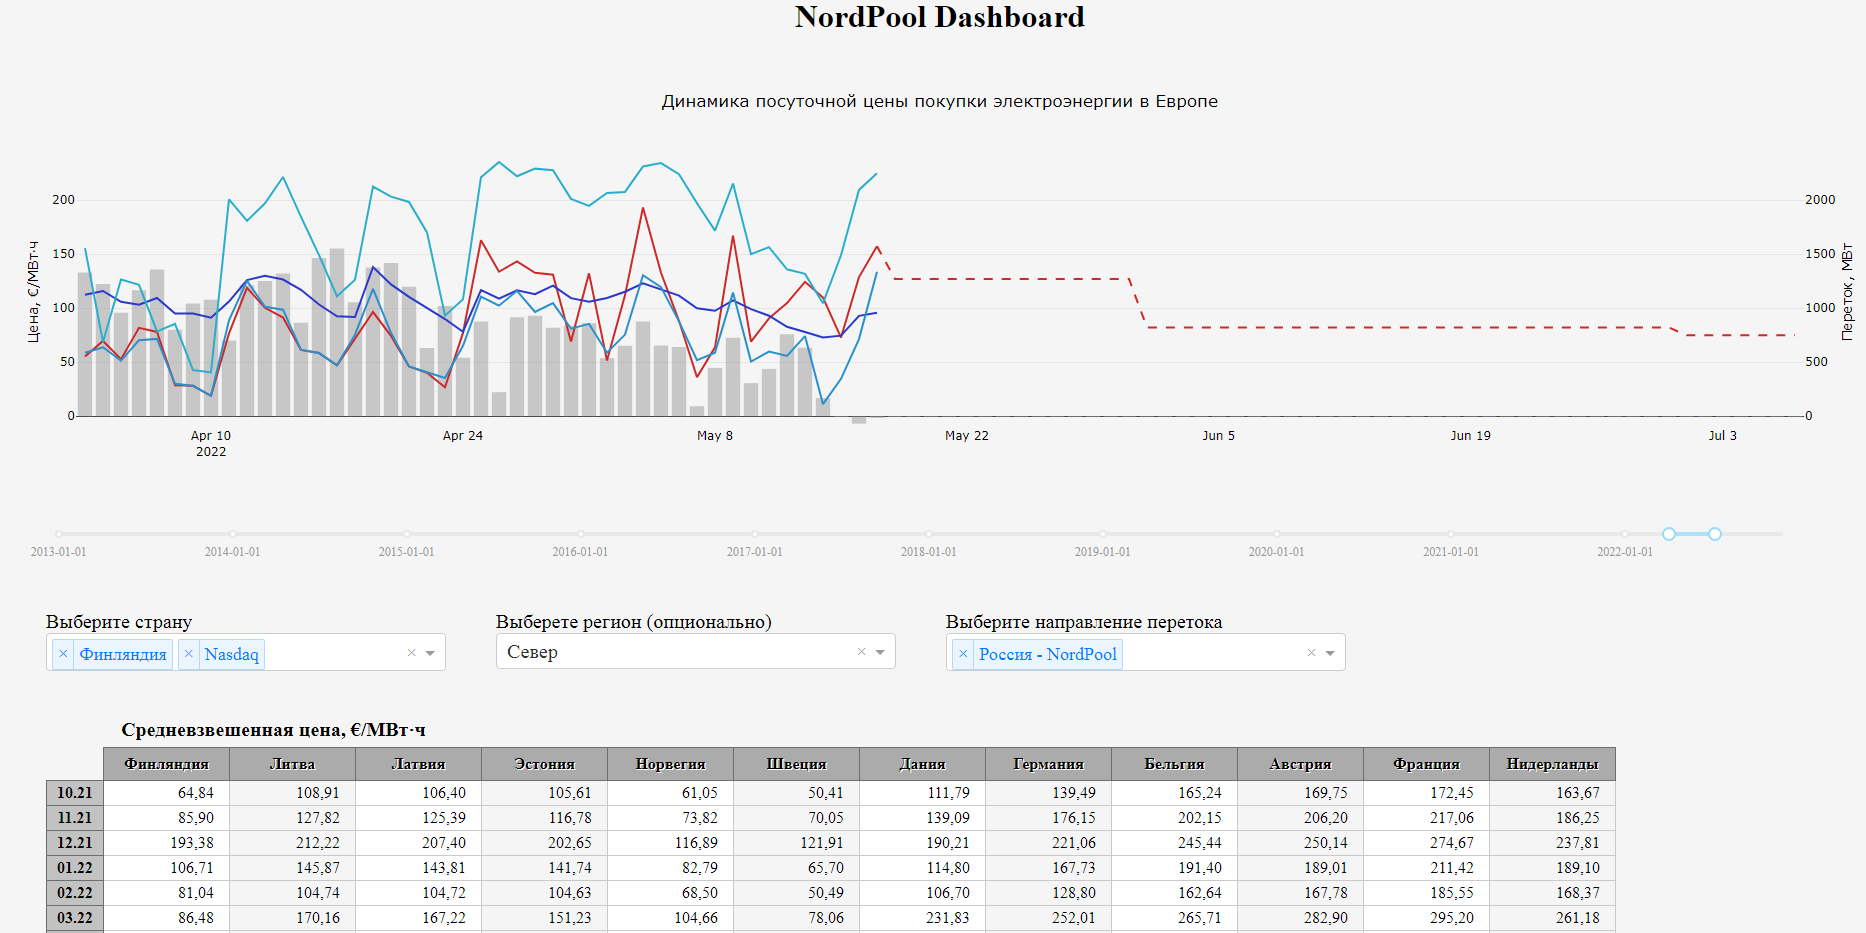 NordPool Dashboard
Динамика посуточной цены покупки электроэнергии в Европе
Цена, €/МВт·ч
200
150
100
50
0
2000
1500
1000
500
0
Переток, МВт
Apr 10 Apr 24 May 8 May 22 Jun 5 Jun 19 Jul 3
2022
2013-01-01 2014-01-01 2015-01-01 2016-01-01 2017-01-01 2018-01-01 2019-01-01 2020-01-01 2021-01-01 2022-01-01
Выберите страну Выберете регион (опционально) Выберите направление перетока
× Финляндия × Nasdaq × Север × × Россия - NordPool ×
Средневзвешенная цена, €/МВт·ч
Финляндия Литва Латвия Эстония Норвегия Швеция Дания Германия Бельгия Австрия Франция Нидерланды
10.21 64,84 108,91 106,40 105,61 61,05 50,41 111,79 139,49 165,24 169,75 172,45 163,67
11.21 85,90 127,82 125,39 116,78 73,82 70,05 139,09 176,15 202,15 206,20 217,06 186,25
12.21 193,38 212,22 207,40 202,65 116,89 121,91 190,21 221,06 245,44 250,14 274,67 237,81
01.22 106,71 145,87 143,81 141,74 82,79 65,70 114,80 167,73 191,40 189,01 211,42 189,10
02.22 81,04 104,74 104,72 104,63 68,50 50,49 106,70 128,80 162,64 167,78 185,55 168,37
03.22 86,48 170,16 167,22 151,23 104,66 78,06 231,83 252,01 265,71 282,90 295,20 261,18